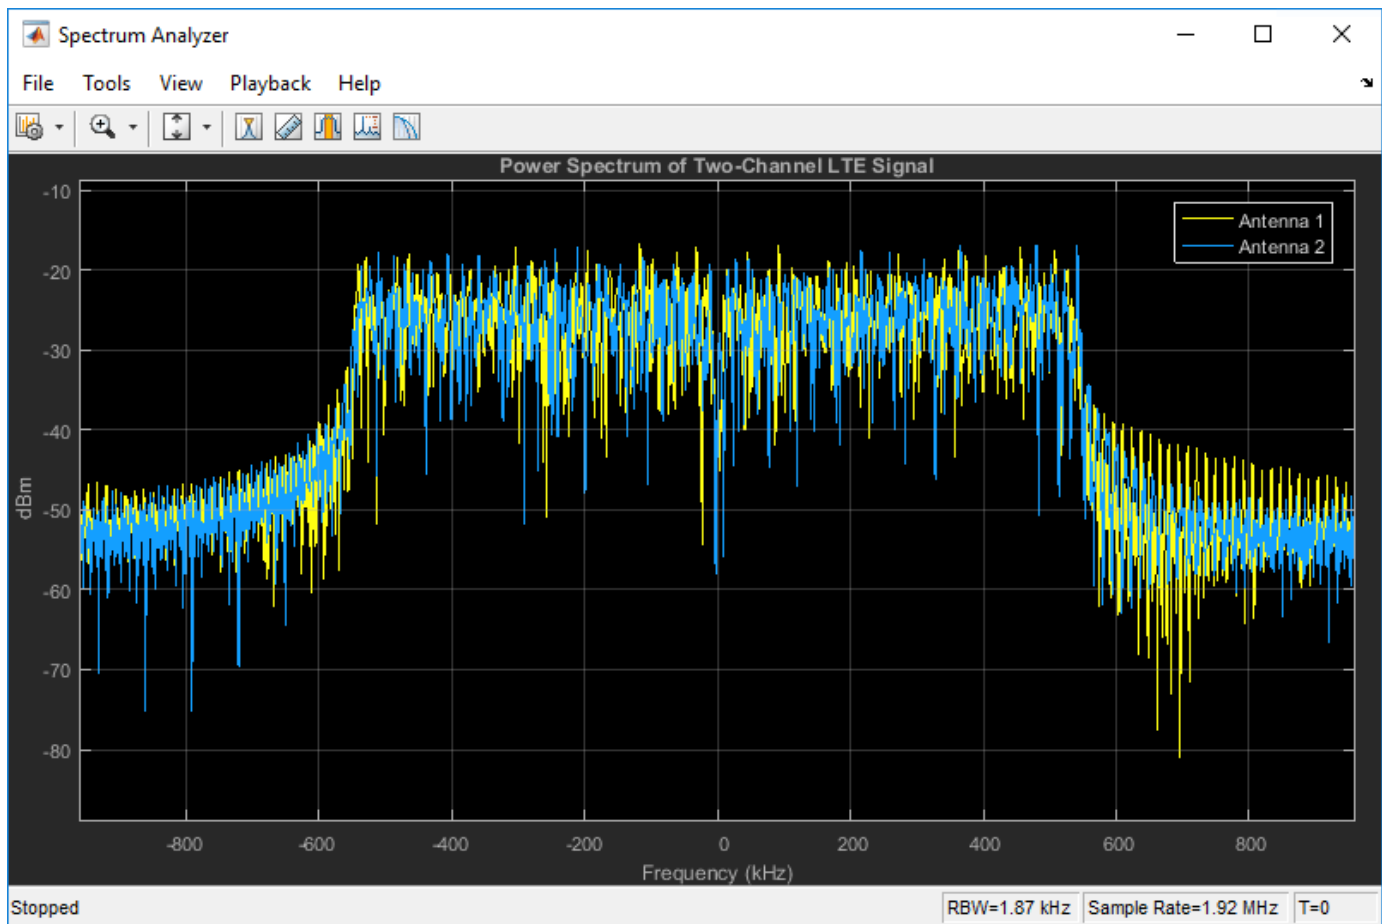 Spectrum Analyzer
File Tools View Playback Help
Power Spectrum of Two-Channel LTE Signal
Antenna 1
Antenna 2
-10
-20
-30
-40
-50
-60
-70
-80
dBm
-800 -600 -400 -200 0 200 400 600 800
Frequency (kHz)
Stopped RBW=1.87 kHz Sample Rate=1.92 MHz T=0